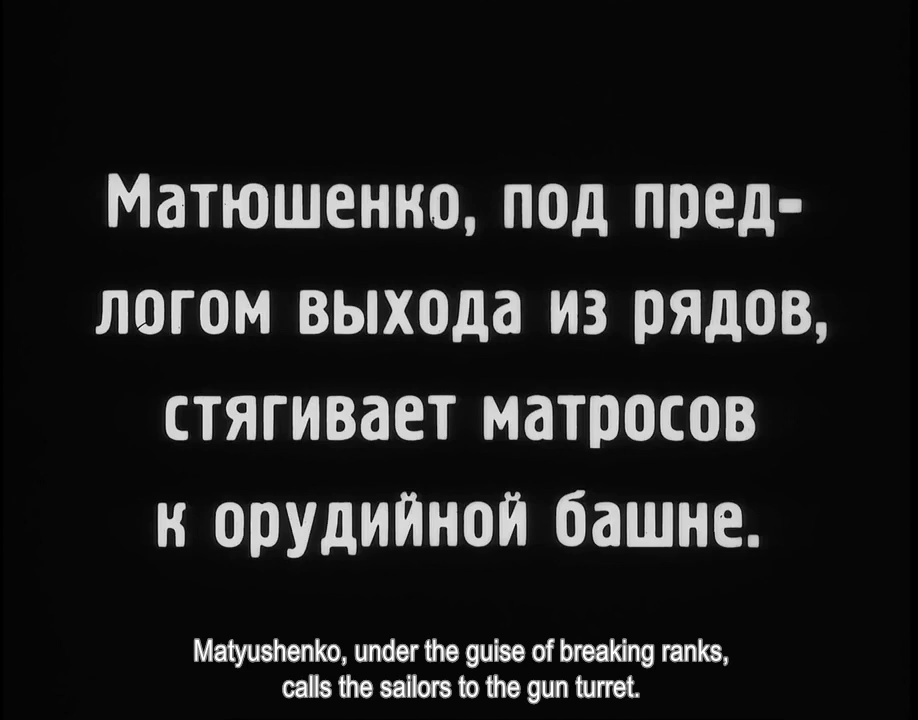 Матюшенко, под пред-
логом выхода из рядов,
стягивает матросов
к орудийной башне.
Matyushenko, under the guise of breaking ranks,
calls the sailors to the gun turret.